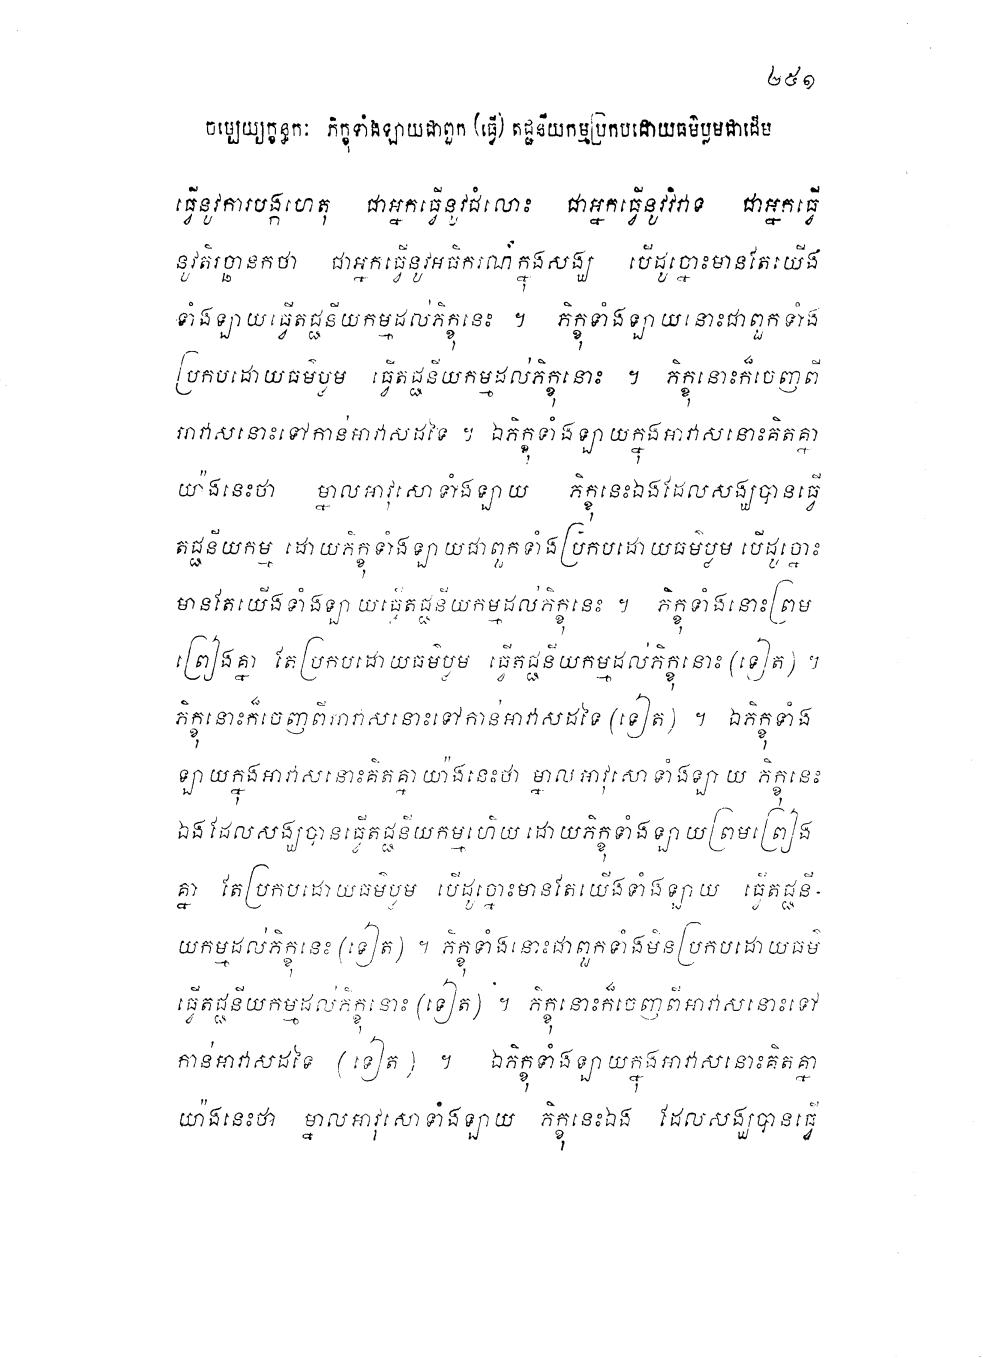 ២៥១
ចម្បេយ្យក្ខន្ធកៈ ភិក្ខុទាំងឡាយជាពួក (ធ្វើ) តជ្ជនីយកម្មប្រកបដោយធម៌ប្លមជាដើម
ធ្វើនូវការបង្កហេតុ ជាអ្នកធ្វើនូវជំលោះ ជាអ្នកធ្វើនូវវិវាទ ជាអ្នកធ្វើ
នូវតិរច្ឆានកថា ជាអ្នកធ្វើនូវអធិករណ៍ក្នុងសង្ឃ បើដូច្នោះមានតែយើង
ទាំងឡាយធ្វើតជ្ជនីយកម្មដល់ភិក្ខុនេះ ។ ភិក្ខុទាំងឡាយនោះជាពួកទាំង
ប្រកបដោយធម៌ប្លម ធ្វើតជ្ជនីយកម្មដល់ភិក្ខុនោះ ។ ភិក្ខុនោះក៏ចេញពី
អាវាសនោះទៅកាន់អាវាសដទៃ ។ ឯភិក្ខុទាំងឡាយក្នុងអាវាសនោះគិតគ្នា
យ៉ាងនេះថា ម្នាលអាវុសោទាំងឡាយ ភិក្ខុនេះឯងដែលសង្ឃបានធ្វើ
តជ្ជនីយកម្ម ដោយភិក្ខុទាំងឡាយជាពួកទាំងប្រកបដោយធម៌ប្លម បើដូច្នោះ
មានតែយើងទាំងឡាយធ្វើតជ្ជនីយកម្មដល់ភិក្ខុនេះ ។ ភិក្ខុទាំងនោះព្រម
ព្រៀងគ្នា តែប្រកបដោយធម៌ប្លម ធ្វើតជ្ជនីយកម្មដល់ភិក្ខុនោះ (ទៀត) ។
ភិក្ខុនោះក៏ចេញពីអាវាសនោះទៅកាន់អាវាសដទៃ (ទៀត) ។ ឯភិក្ខុទាំង
ឡាយក្នុងអាវាសនោះគិតគ្នាយ៉ាងនេះថា ម្នាលអាវុសោទាំងឡាយ ភិក្ខុនេះ
ឯងដែលសង្ឃបានធ្វើតជ្ជនីយកម្មហើយ ដោយភិក្ខុទាំងឡាយព្រមព្រៀង
គ្នា តែប្រកបដោយធម៌ប្លម បើដូច្នោះមានតែយើងទាំងឡាយ ធ្វើតជ្ជនី-
យកម្មដល់ភិក្ខុនេះ (ទៀត) ។ ភិក្ខុទាំងនោះជាពួកទាំងមិនប្រកបដោយធម៌
ធ្វើតជ្ជនីយកម្មដល់ភិក្ខុនោះ (ទៀត) ។ ភិក្ខុនោះក៏ចេញពីអាវាសនោះទៅ
កាន់អាវាសដទៃ (ទៀត) ។ ឯភិក្ខុទាំងឡាយក្នុងអាវាសនោះគិតគ្នា
យ៉ាងនេះថា ម្នាលអាវុសោទាំងឡាយ ភិក្ខុនេះឯង ដែលសង្ឃបានធ្វើ